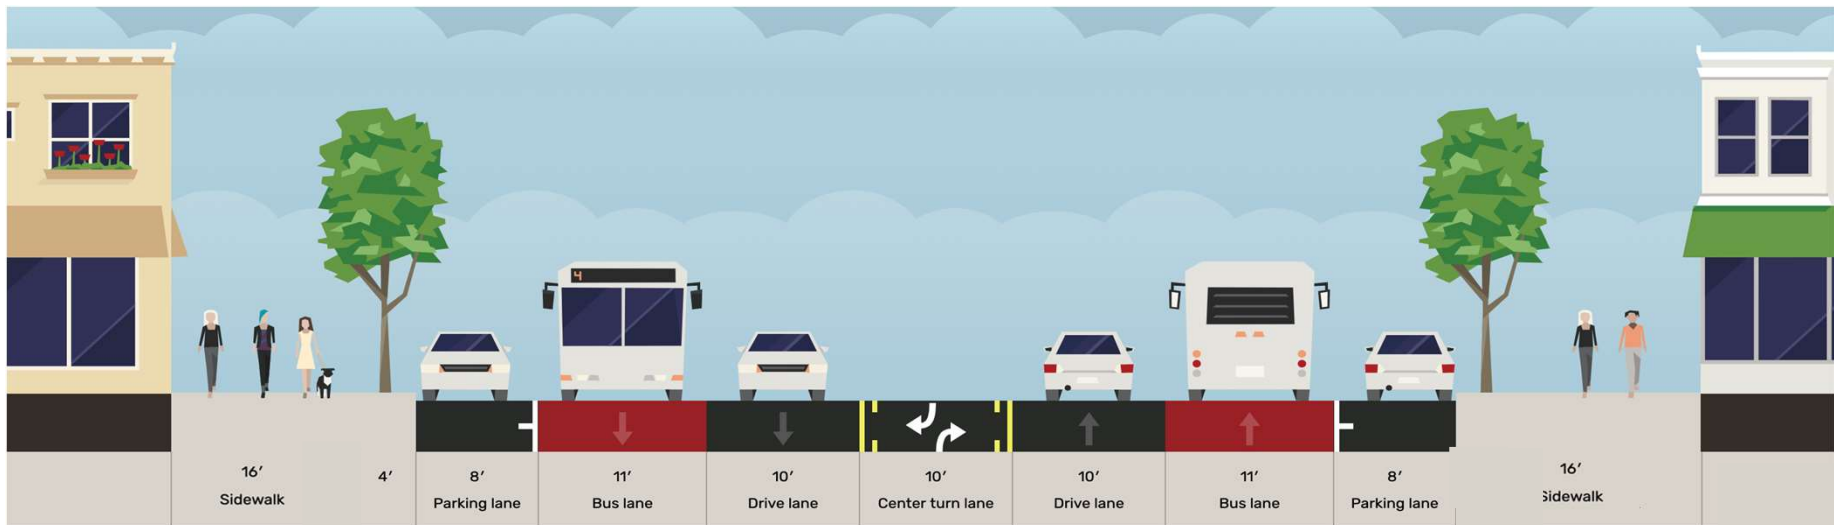 4
16′
Sidewalk
4′
8′
Parking lane
11′
Bus lane
10′
Drive lane
10′
Center turn lane
10′
Drive lane
11′
Bus lane
8′
Parking lane
16′
Sidewalk